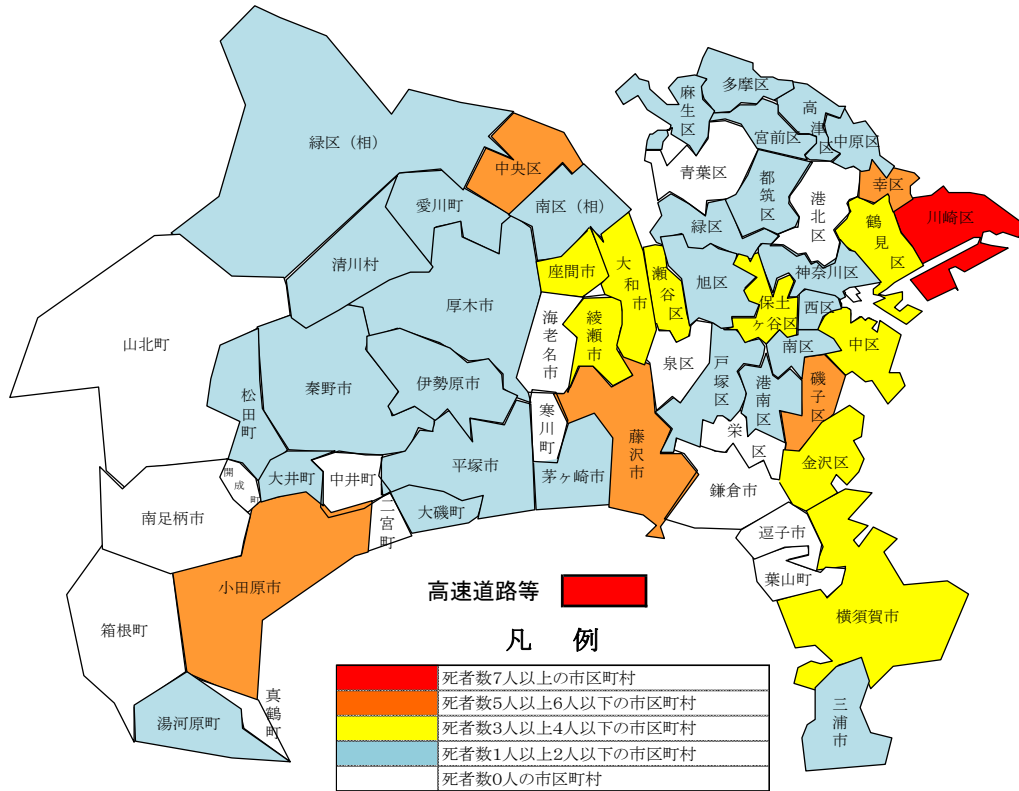 多摩区
麻生区
高津区
宮前区
中原区
緑区（相）
中央区
青葉区
幸区
都筑区
港北区
川崎区
愛川町
南区（相）
鶴見区
緑区
清川村
座間市
大和市
瀬谷区
旭区
神奈川区
厚木市
海老名市
綾瀬市
保土ヶ谷区
西区
山北町
中区
南区
泉区
戸塚区
秦野市
伊勢原市
港南区
磯子区
松田町
寒川町
藤沢市
栄区
金沢区
開成町
大井町
中井町
平塚市
茅ヶ崎市
鎌倉市
南足柄市
二宮町
大磯町
逗子市
葉山町
小田原市
高速道路等
横須賀市
箱根町
凡　例
真鶴町
湯河原町
三浦市
死者数7人以上の市区町村
死者数5人以上6人以下の市区町村
死者数3人以上4人以下の市区町村
死者数1人以上2人以下の市区町村
死者数0人の市区町村